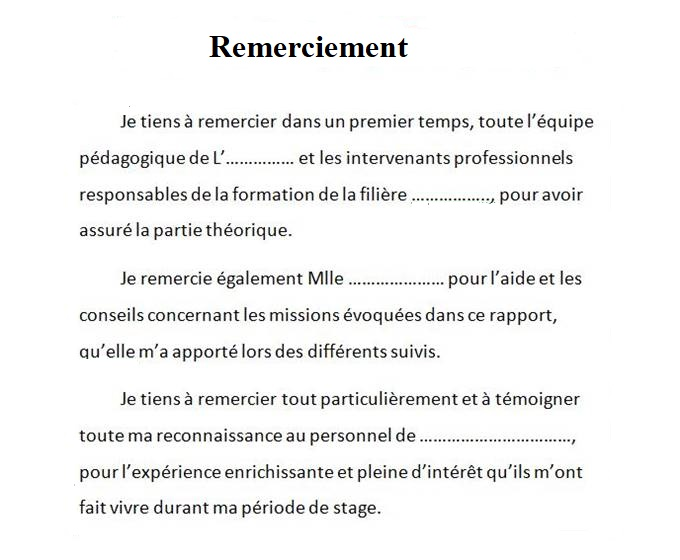 Remerciement
Je tiens à remercier dans un premier temps, toute l’équipe
pédagogique de L’…………… et les intervenants professionnels
responsables de la formation de la filière …………….., pour avoir
assuré la partie théorique.
Je remercie également Mlle ………………… pour l’aide et les
conseils concernant les missions évoquées dans ce rapport,
qu’elle m’a apporté lors des différents suivis.
Je tiens à remercier tout particulièrement et à témoigner
toute ma reconnaissance au personnel de ……………………………,
pour l’expérience enrichissante et pleine d’intérêt qu’ils m’ont
fait vivre durant ma période de stage.